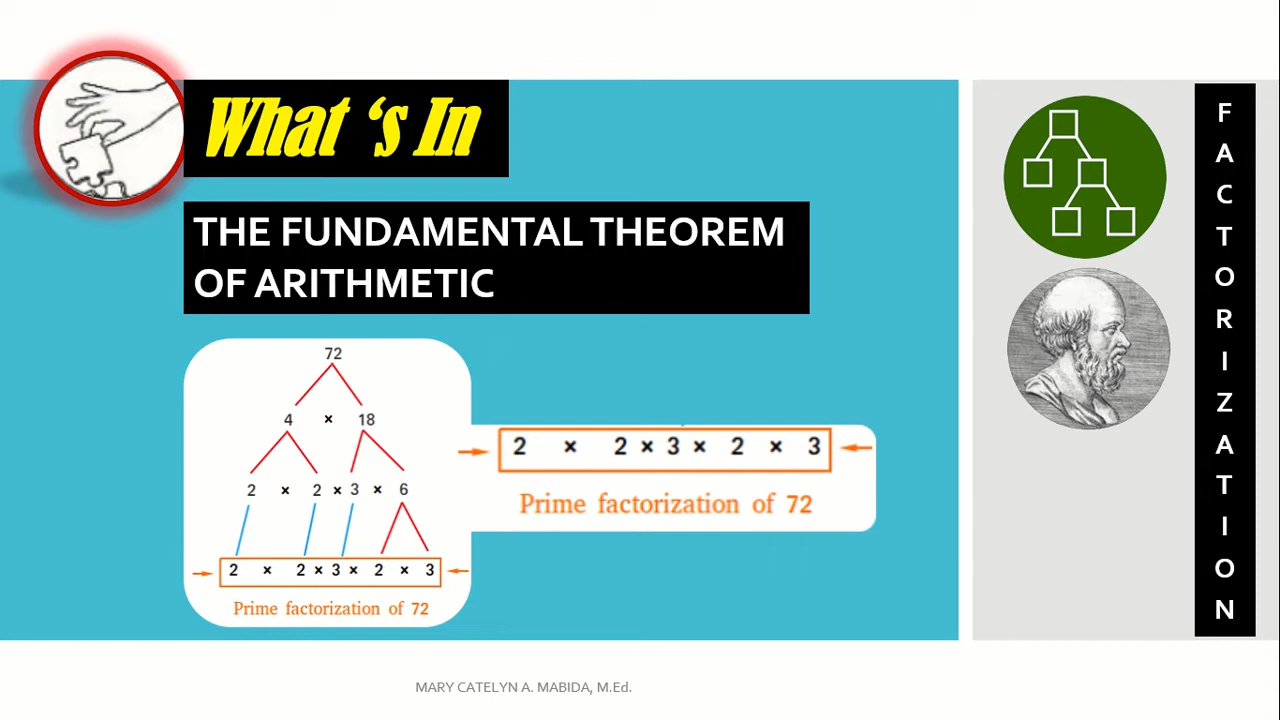 What ‘s In
THE FUNDAMENTAL THEOREM
OF ARITHMETIC
72
4 × 18
2 × 2 × 3 × 6
2 × 2 × 3 × 2 × 3
Prime factorization of 72
2 × 2 × 3 × 2 × 3
Prime factorization of 72
FACTORIZATION
MARY CATELYN A. MABIDA, M.Ed.